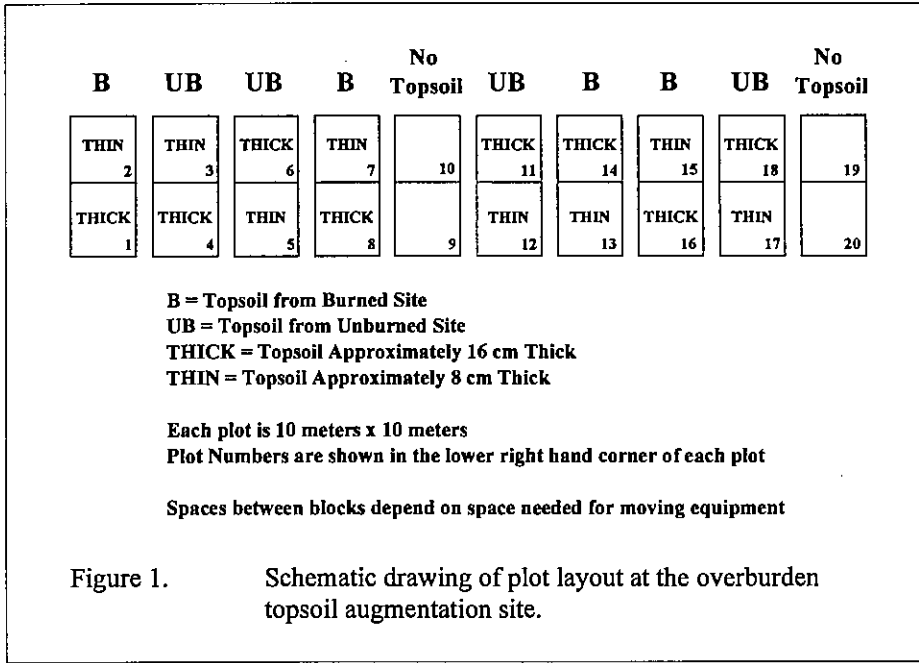 No No
B UB UB B Topsoil UB B B UB Topsoil
THIN THIN THICK THIN THICK THICK THIN THICK
2 3 6 7 10 11 14 15 18 19
THICK THICK THIN THICK THIN THIN THICK THIN
1 4 5 8 9 12 13 16 17 20
B = Topsoil from Burned Site
UB = Topsoil from Unburned Site
THICK = Topsoil Approximately 16 cm Thick
THIN = Topsoil Approximately 8 cm Thick
Each plot is 10 meters x 10 meters
Plot Numbers are shown in the lower right hand corner of each plot
Spaces between blocks depend on space needed for moving equipment
Figure 1. Schematic drawing of plot layout at the overburden
topsoil augmentation site.